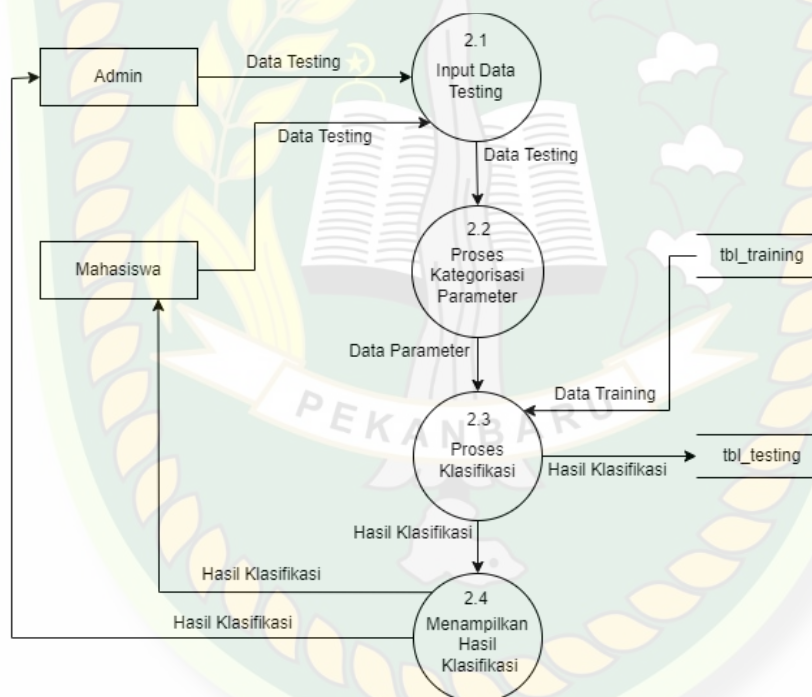 2.1
Input Data
Testing
Admin
Data Testing
Data Testing
Data Testing
2.2
Proses
Kategorisasi
Parameter
Mahasiswa
tbl_training
Data Parameter
Data Training
PEKANBARU
2.3
Proses
Klasifikasi
tbl_testing
Hasil Klasifikasi
Hasil Klasifikasi
2.4
Menampilkan
Hasil
Klasifikasi
Hasil Klasifikasi
Hasil Klasifikasi